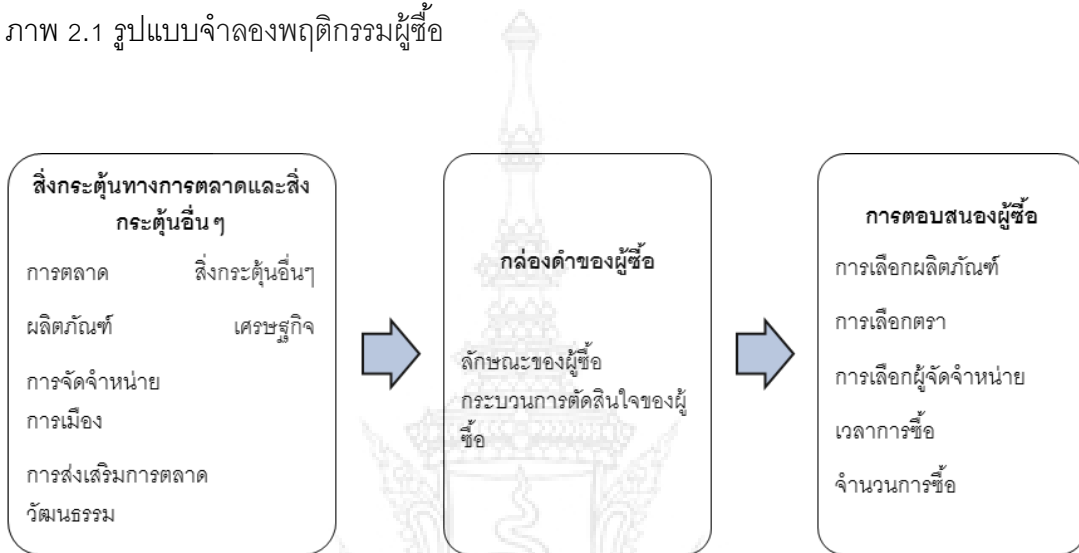 ภาพ 2.1 รูปแบบจำลองพฤติกรรมผู้ซื้อ
สิ่งกระตุ้นทางการตลาดและสิ่ง
กระตุ้นอื่น ๆ
การตลาด สิ่งกระตุ้นอื่นๆ
ผลิตภัณฑ์ เศรษฐกิจ
การจัดจำหน่าย
การเมือง
การส่งเสริมการตลาด
วัฒนธรรม
กล่องดำของผู้ซื้อ
ลักษณะของผู้ซื้อ
กระบวนการตัดสินใจของผู้
ซื้อ
การตอบสนองผู้ซื้อ
การเลือกผลิตภัณฑ์
การเลือกตรา
การเลือกผู้จัดจำหน่าย
เวลาการซื้อ
จำนวนการซื้อ